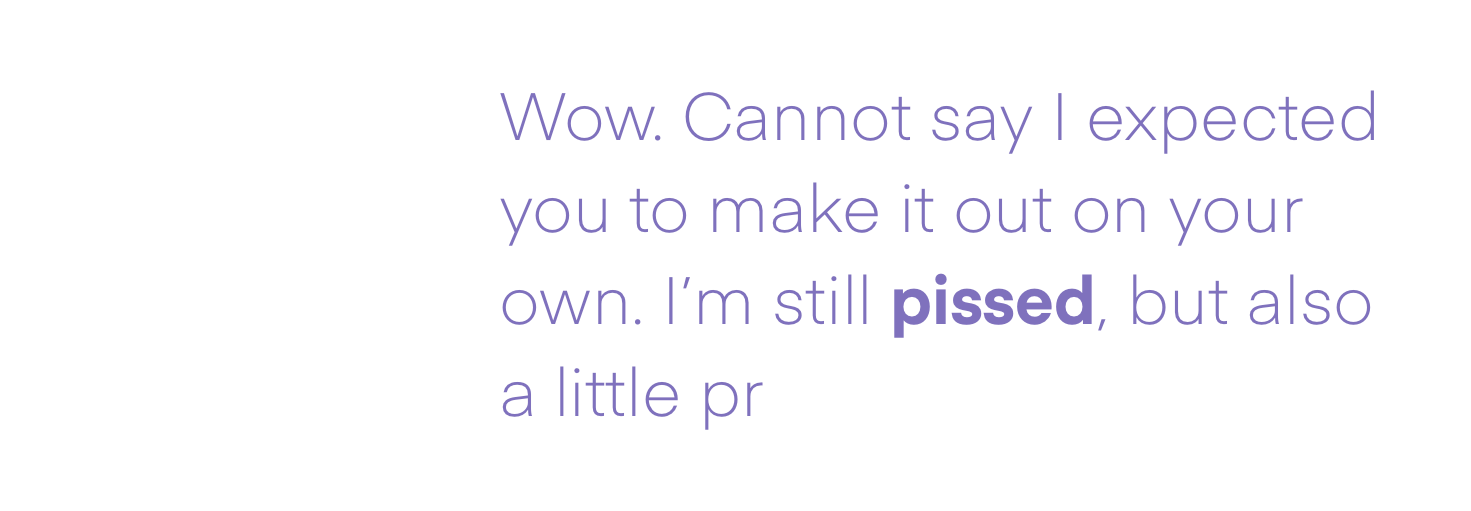 Wow. Cannot say I expected
you to make it out on your
own. I’m still pissed, but also
a little pr